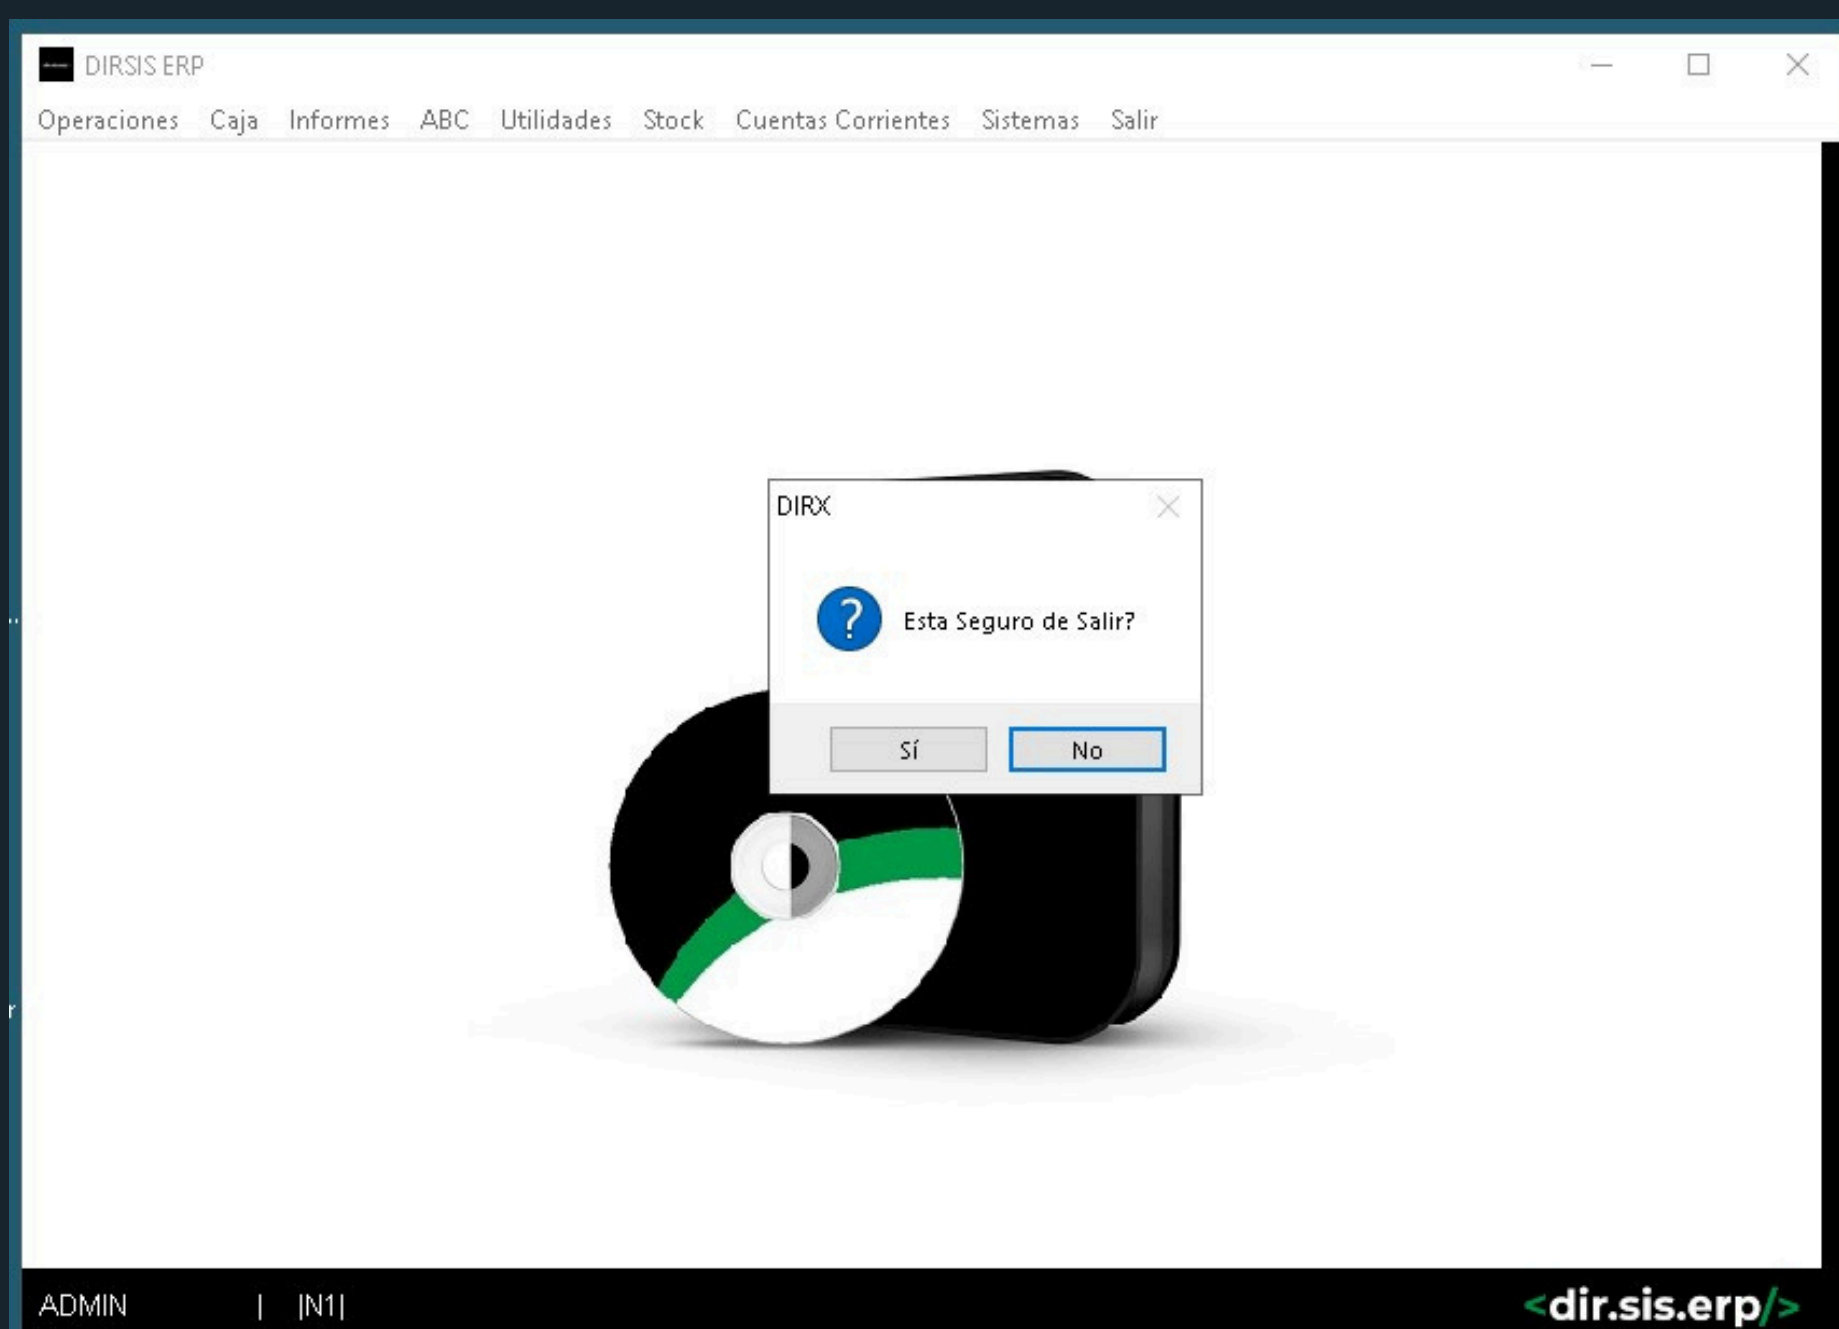 DIRSIS ERP
Operaciones Caja Informes ABC Utilidades Stock Cuentas Corrientes Sistemas Salir
DIRX
Esta Seguro de Salir?
Sí No
ADMIN | |N1|
<dir.sis.erp/>